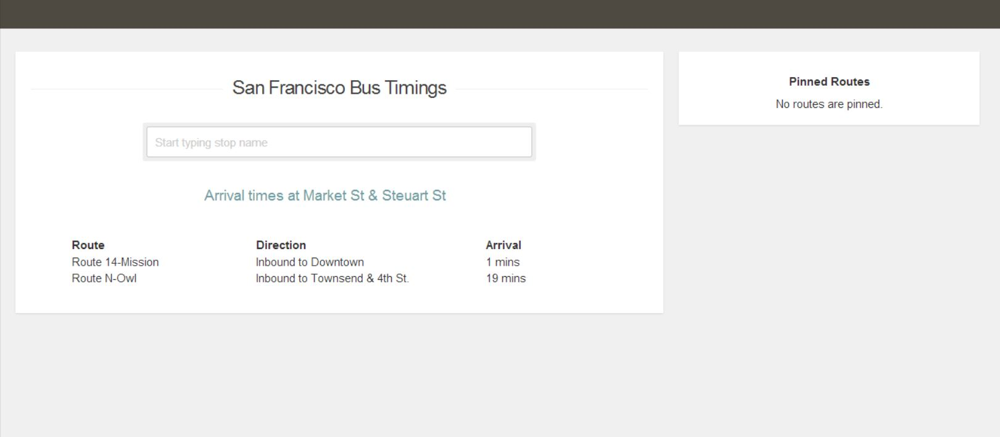 San Francisco Bus Timings
Start typing stop name
Arrival times at Market St & Steuart St
Route Direction Arrival
Route 14-Mission Inbound to Downtown 1 mins
Route N-Owl Inbound to Townsend & 4th St. 19 mins
Pinned Routes
No routes are pinned.